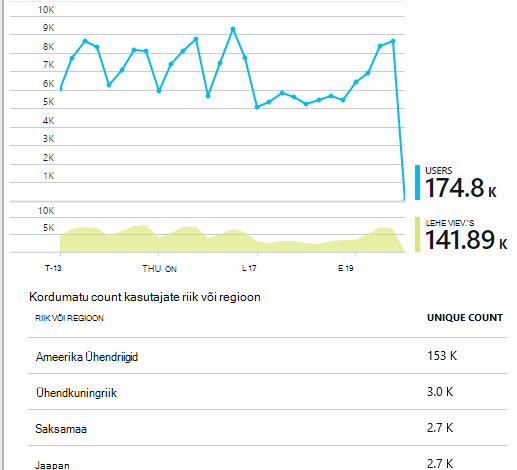 10K
9K
8K
7K
6K
5K
4K
3K
2K
1K
USERS
174.8 K
10K
5K
LEHE VIEV.'S
141.89 K
T-13 THU ON L 17 E 19
Kordumatu count kasutajate riik või regioon
RIIK VÕI REGIOON UNIQUE COUNT
Ameerika Ühendriigid 153 K
Ühendkuningriik 3.0 K
Saksamaa 2.7 K
Jaapan 2.7 K